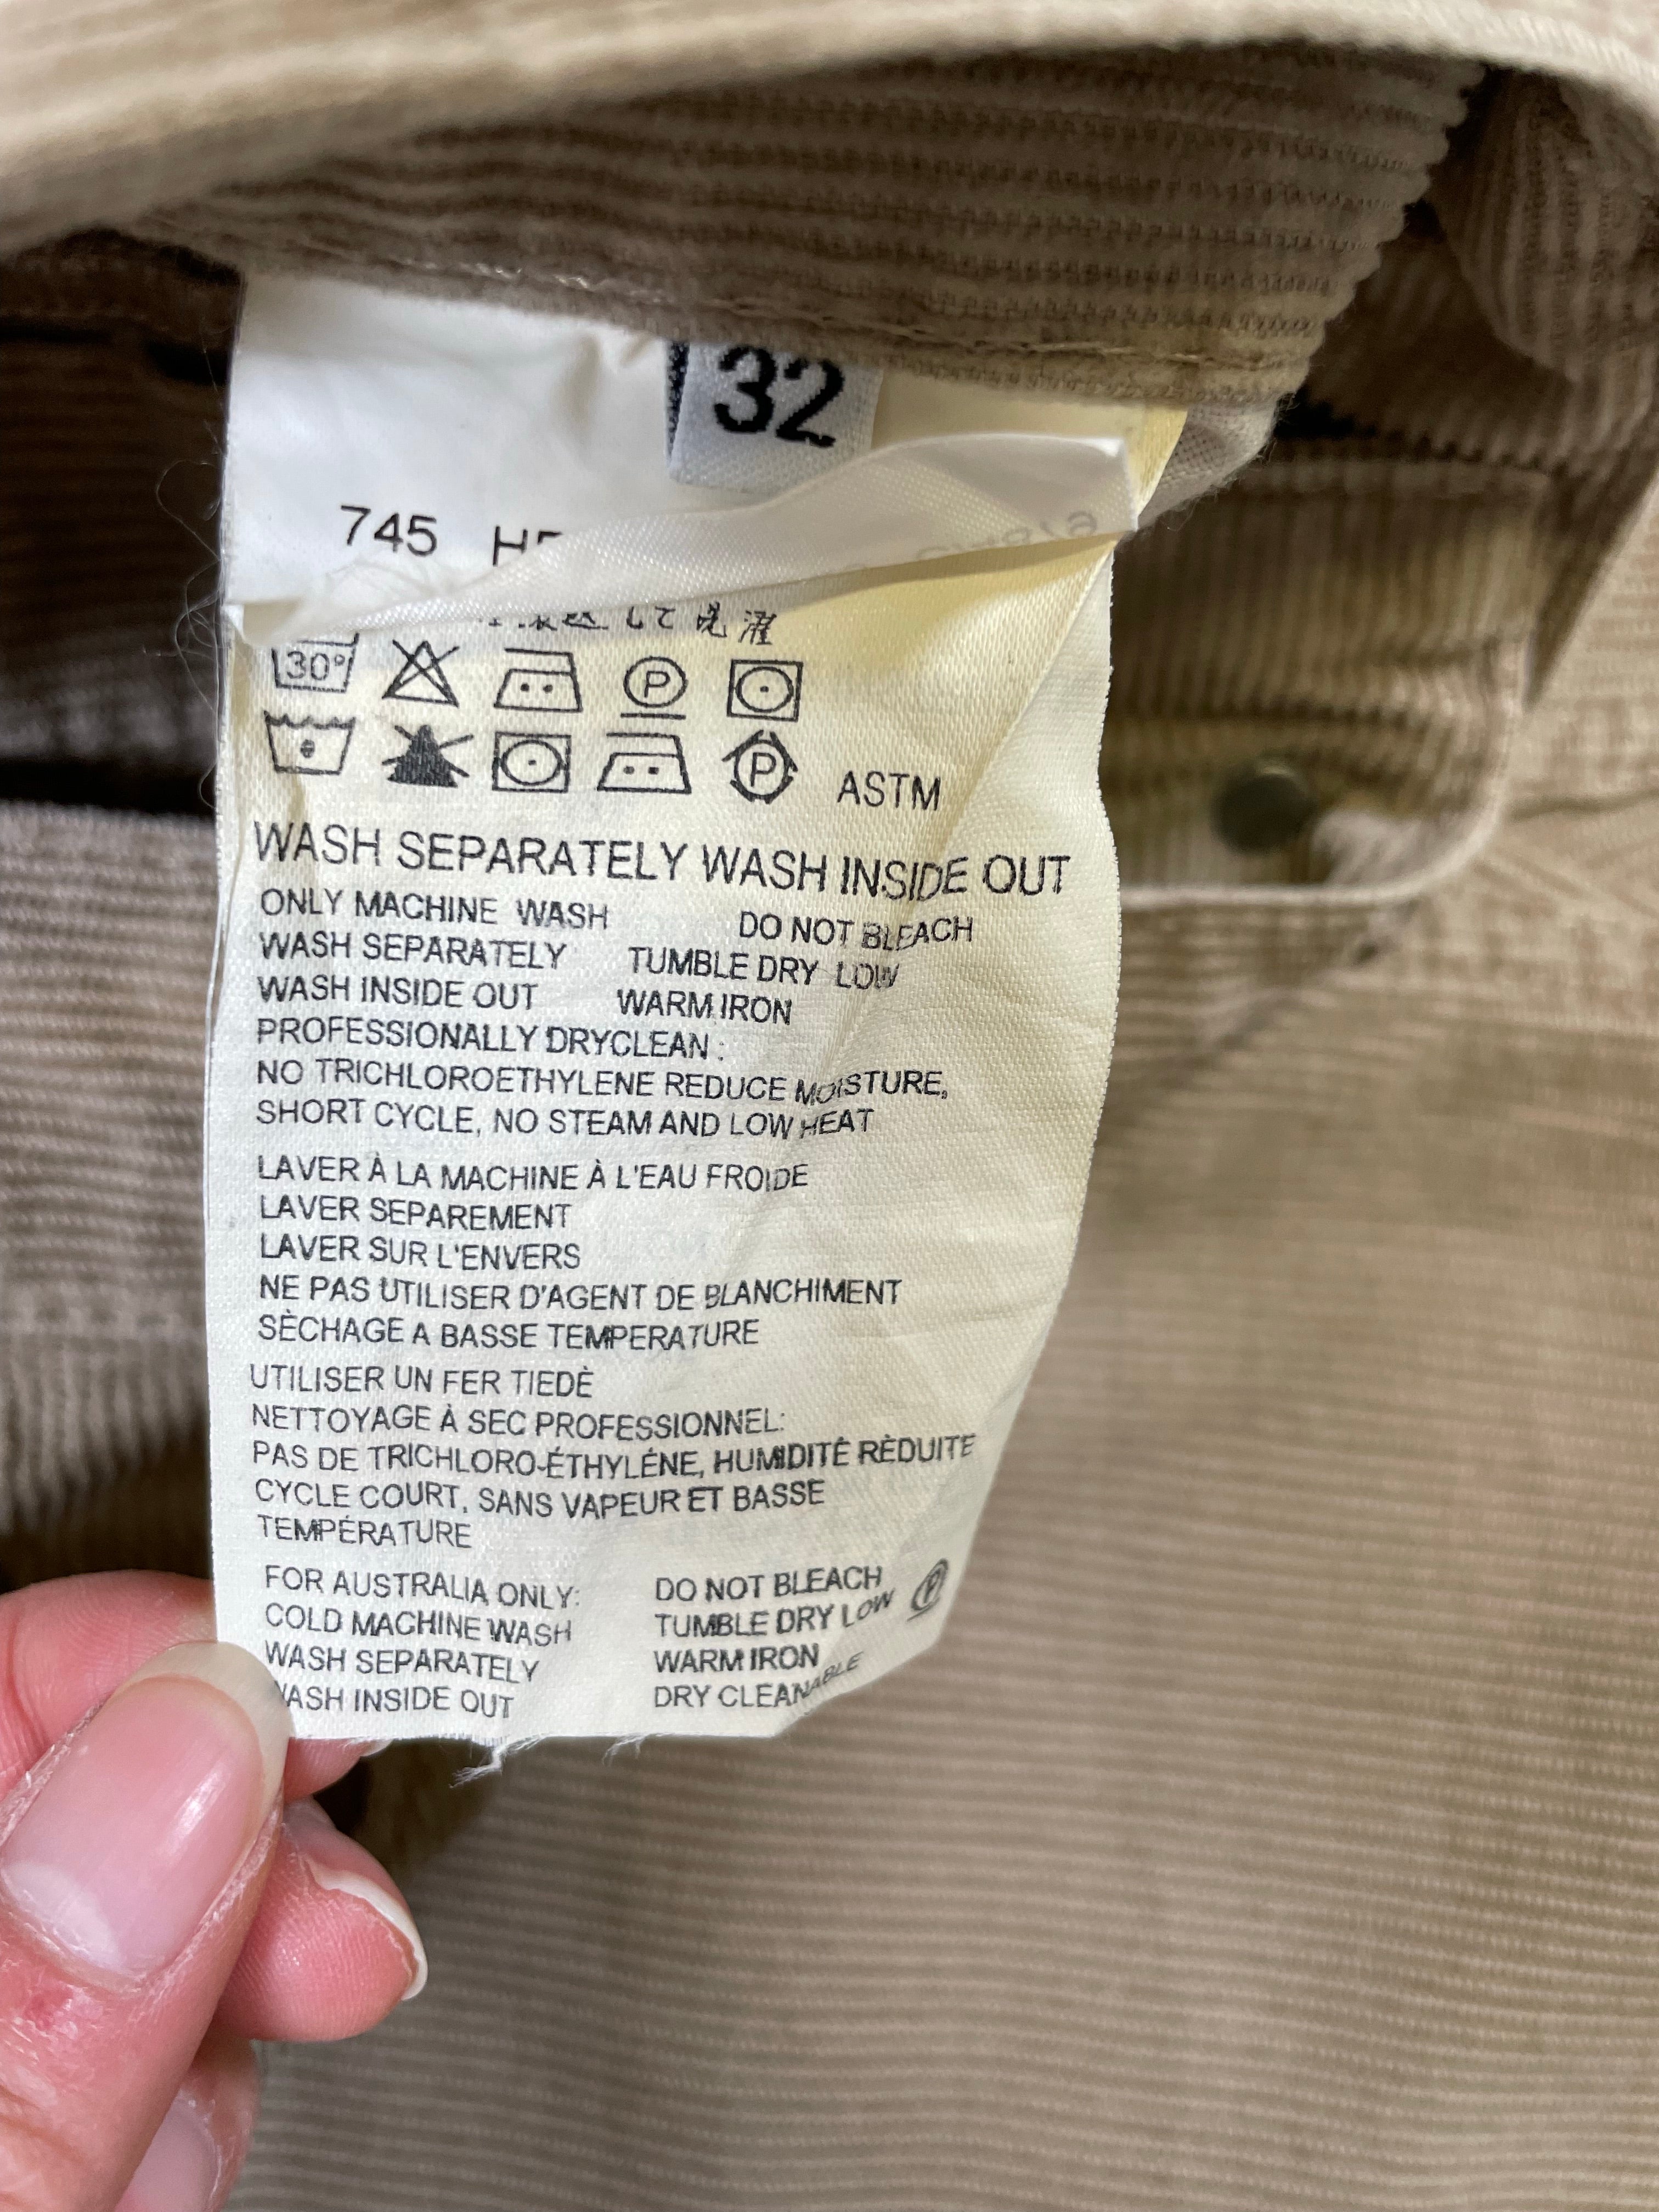 32
745
して洗濯
30°
P
P ASTM
WASH SEPARATELY WASH INSIDE OUT
ONLY MACHINE WASH DO NOT BLEACH
WASH SEPARATELY TUMBLE DRY LOW
WASH INSIDE OUT WARM IRON
PROFESSIONALLY DRYCLEAN :
NO TRICHLOROETHYLENE REDUCE MOISTURE,
SHORT CYCLE, NO STEAM AND LOW HEAT
LAVER À LA MACHINE À L'EAU FROIDE
LAVER SEPAREMENT
LAVER SUR L'ENVERS
NE PAS UTILISER D'AGENT DE BLANCHIMENT
SÈCHAGE A BASSE TEMPERATURE
UTILISER UN FER TIEDÈ
NETTOYAGE À SEC PROFESSIONNEL:
PAS DE TRICHLORO-ÉTHYLÉNE, HUMIDITÉ RÈDUITE
CYCLE COURT, SANS VAPEUR ET BASSE
TEMPÉRATURE
FOR AUSTRALIA ONLY: DO NOT BLEACH P
COLD MACHINE WASH TUMBLE DRY LOW
WASH SEPARATELY WARM IRON
WASH INSIDE OUT DRY CLEANABLE